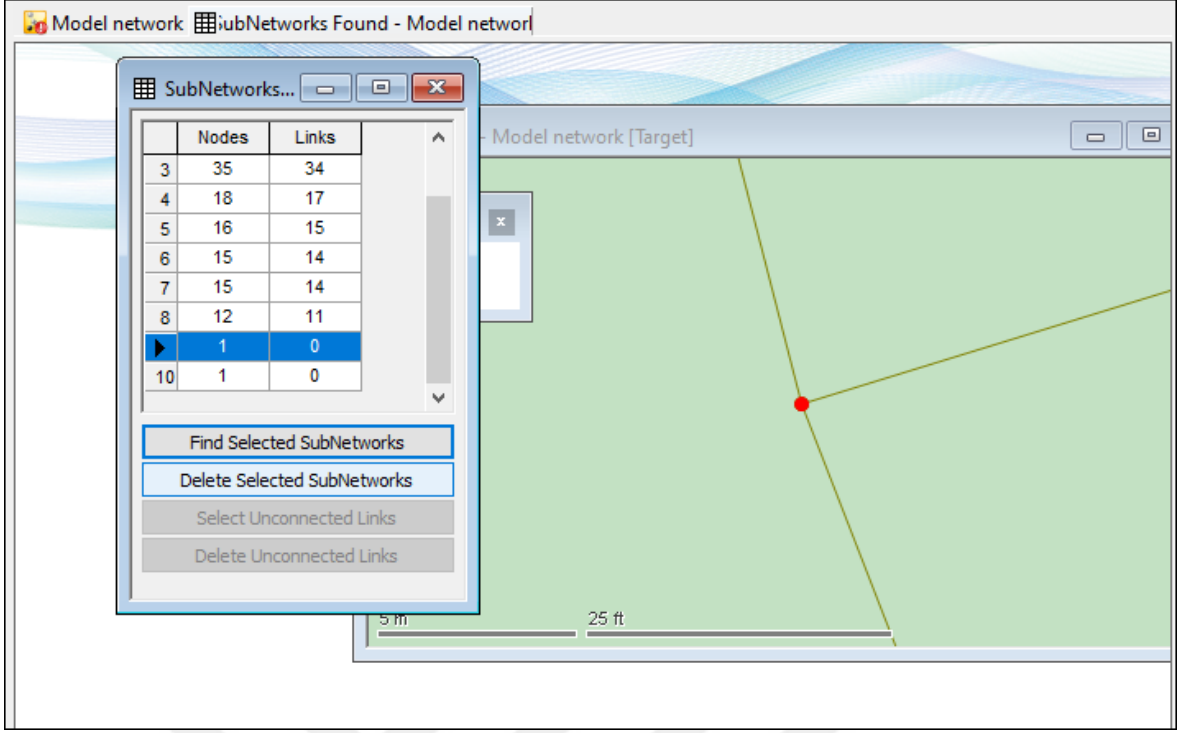 Model network
ubNetworks Found - Model network
SubNetworks...
- Model network [Target]
Nodes Links
3 35 34
4 18 17
5 16 15
6 15 14
7 15 14
8 12 11
1 0
10 1 0
Find Selected SubNetworks
Delete Selected SubNetworks
Select Unconnected Links
Delete Unconnected Links
5 m 25 ft